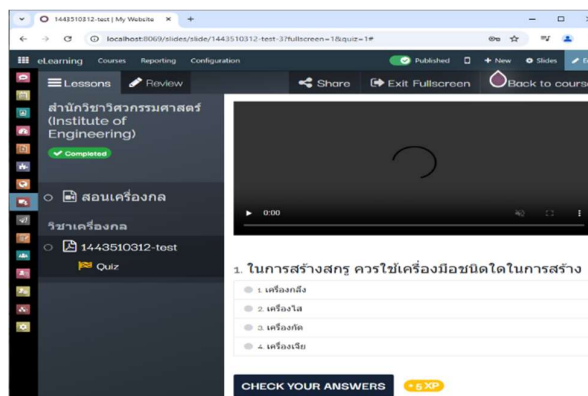 1443510312-test | My Website
localhost:8069/slides/slide/1443510312-test-3?fullscreen=1&quiz=1#
eLearning Courses Reporting Configuration Published + New Slides
Lessons Review Share Exit Fullscreen Back to course
สำนักวิชาวิศวกรรมศาสตร์
(Institute of
Engineering)
Completed
สอนเครื่องกล
วิชาเครื่องกล
1443510312-test
Quiz
0:00
1. ในการสร้างสกรู ควรใช้เครื่องมือชนิดใดในการสร้าง
1. เครื่องกลึง
2. เครื่องไส
3. เครื่องกัด
4. เครื่องเจีย
CHECK YOUR ANSWERS + 5 XP